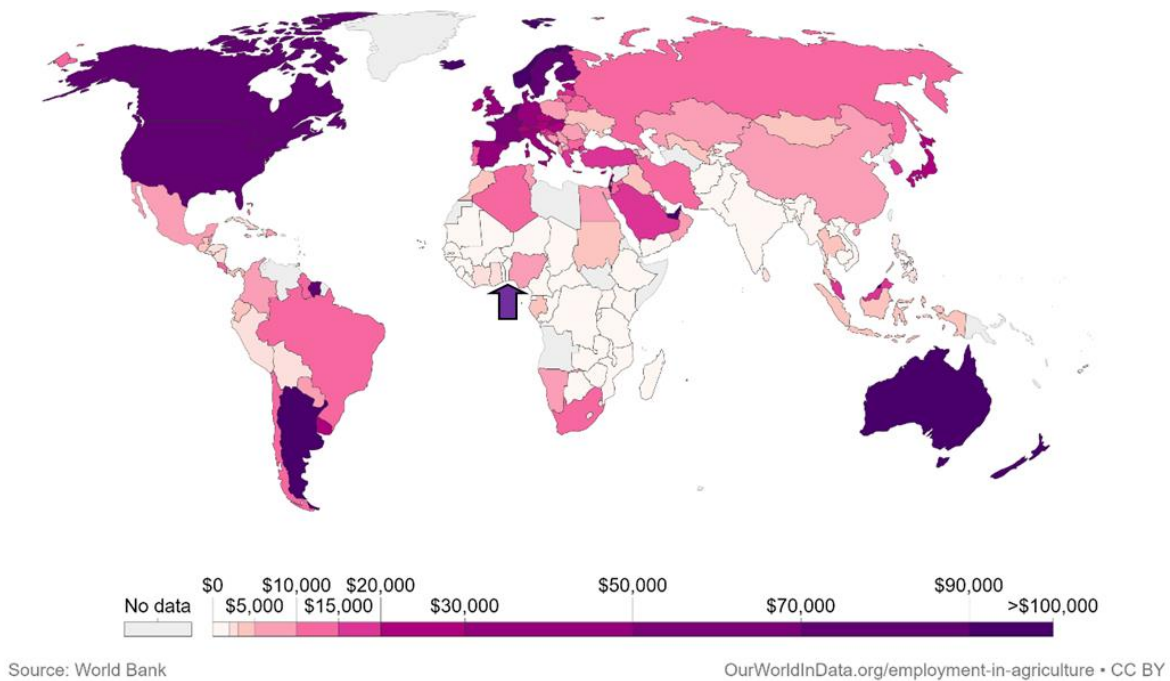 $0 $10,000 $20,000 $50,000 $90,000
No data $5,000 $15,000 $30,000 $70,000 >$100,000
Source: World Bank OurWorldInData.org/employment-in-agriculture • CC BY